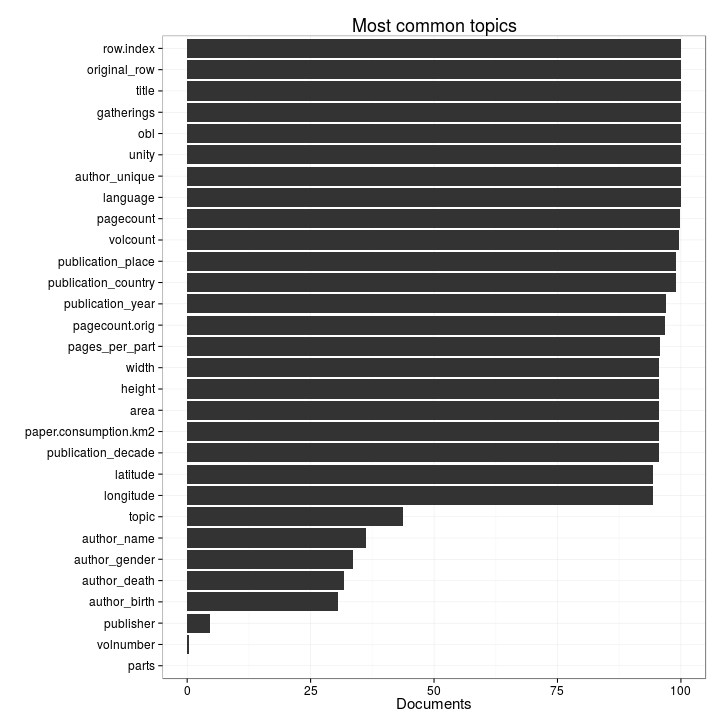 Most common topics
row.index
original_row
title
gatherings
obl
unity
author_unique
language
pagecount
volcount
publication_place
publication_country
publication_year
pagecount.orig
pages_per_part
width
height
area
paper.consumption.km2
publication_decade
latitude
longitude
topic
author_name
author_gender
author_death
author_birth
publisher
volnumber
parts
0 25 50 75 100
Documents